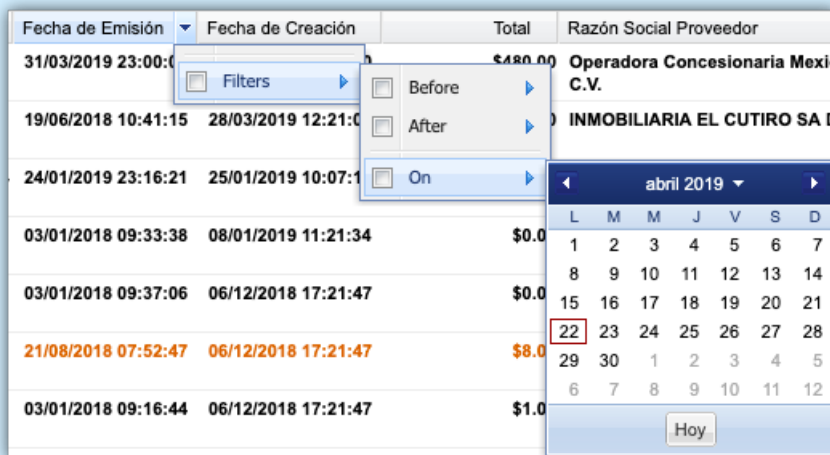 Fecha de Emisión Fecha de Creación Total Razón Social Proveedor
31/03/2019 23:00: $480.00 Operadora Concesionaria
C.V.
Filters
Before
19/06/2018 10:41:15 28/03/2019 12:21: INMOBILIARIA EL CUTIRO SA
After
24/01/2019 23:16:21 25/01/2019 10:07:
On
abril 2019
L M M J V S D
1 2 3 4 5 6 7
8 9 10 11 12 13 14
15 16 17 18 19 20 21
22 23 24 25 26 27 28
29 30 1 2 3 4 5
6 7 8 9 10 11 12
Hoy
03/01/2018 09:33:38 08/01/2019 11:21:34 $0.0
03/01/2018 09:37:06 06/12/2018 17:21:47 $0.0
21/08/2018 07:52:47 06/12/2018 17:21:47 $8.0
03/01/2018 09:16:44 06/12/2018 17:21:47 $1.0